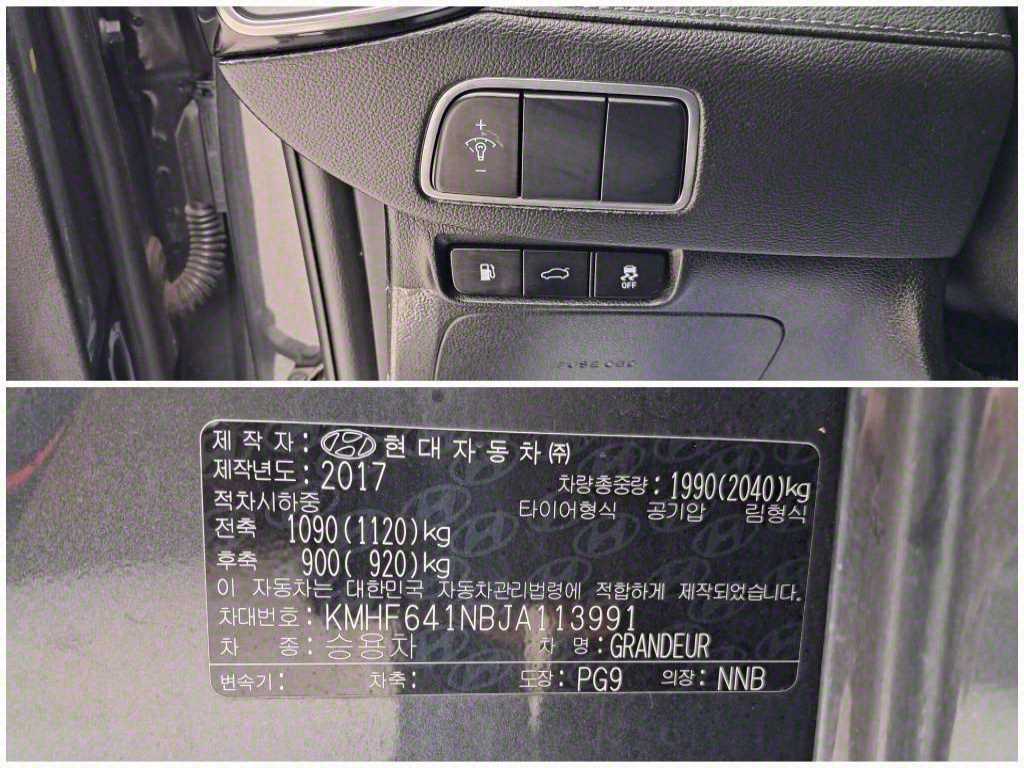 +
−
OFF
제 작 자 : 현 대 자 동 차 ㈜
제작년도 : 2017
차량총중량 : 1990(2040)kg
적차시하중
타이어형식 공기압 림형식
전축 1090(1120)kg
후축 900( 920)kg
이 자동차는 대한민국 자동차관리법령에 적합하게 제작되었습니다.
차대번호 : KMHF641NBJA113991
차 종 : 승용차 차 명 : GRANDEUR
변속기 : 차축 : 도장 : PG9 의장 : NNB